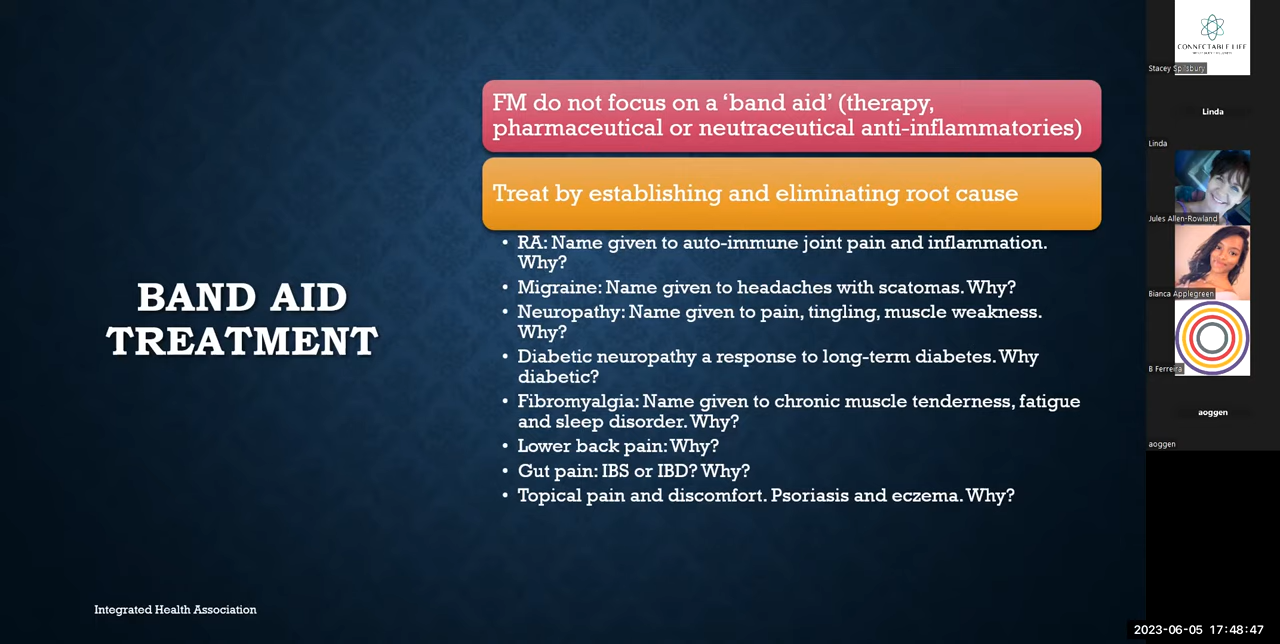 BAND AID
TREATMENT
FM do not focus on a ‘band aid’ (therapy,
pharmaceutical or neutraceutical anti-inflammatories)
Treat by establishing and eliminating root cause
• RA: Name given to auto-immune joint pain and inflammation.
Why?
• Migraine: Name given to headaches with scatomas. Why?
• Neuropathy: Name given to pain, tingling, muscle weakness.
Why?
• Diabetic neuropathy a response to long-term diabetes. Why
diabetic?
• Fibromyalgia: Name given to chronic muscle tenderness, fatigue
and sleep disorder. Why?
• Lower back pain: Why?
• Gut pain: IBS or IBD? Why?
• Topical pain and discomfort. Psoriasis and eczema. Why?
Integrated Health Association
CONNECTABLE LIFE
Stacey Spilsbury
Linda
Linda
Jules Allen-Rowland
Bianca Applegreen
B Ferreira
aoggen
aoggen
2023-06-05 17:48:47